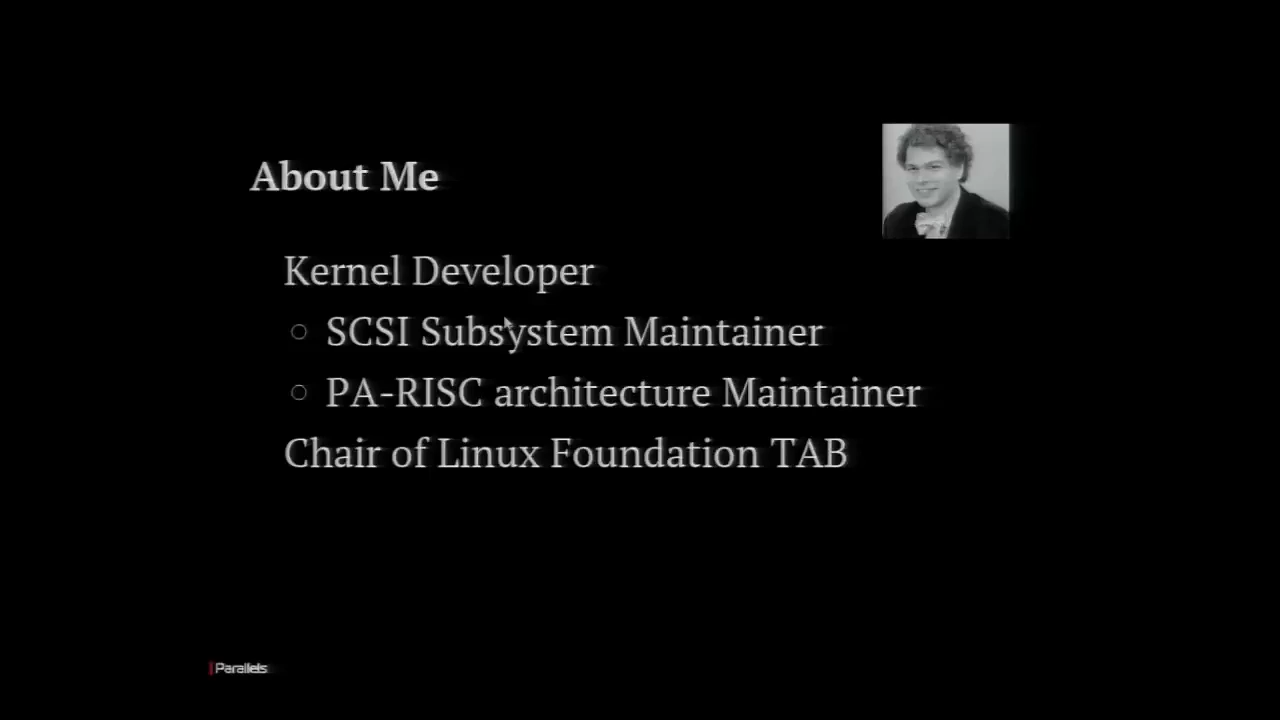 About Me
Kernel Developer
SCSI Subsystem Maintainer
PA-RISC architecture Maintainer
Chair of Linux Foundation TAB
Parallels